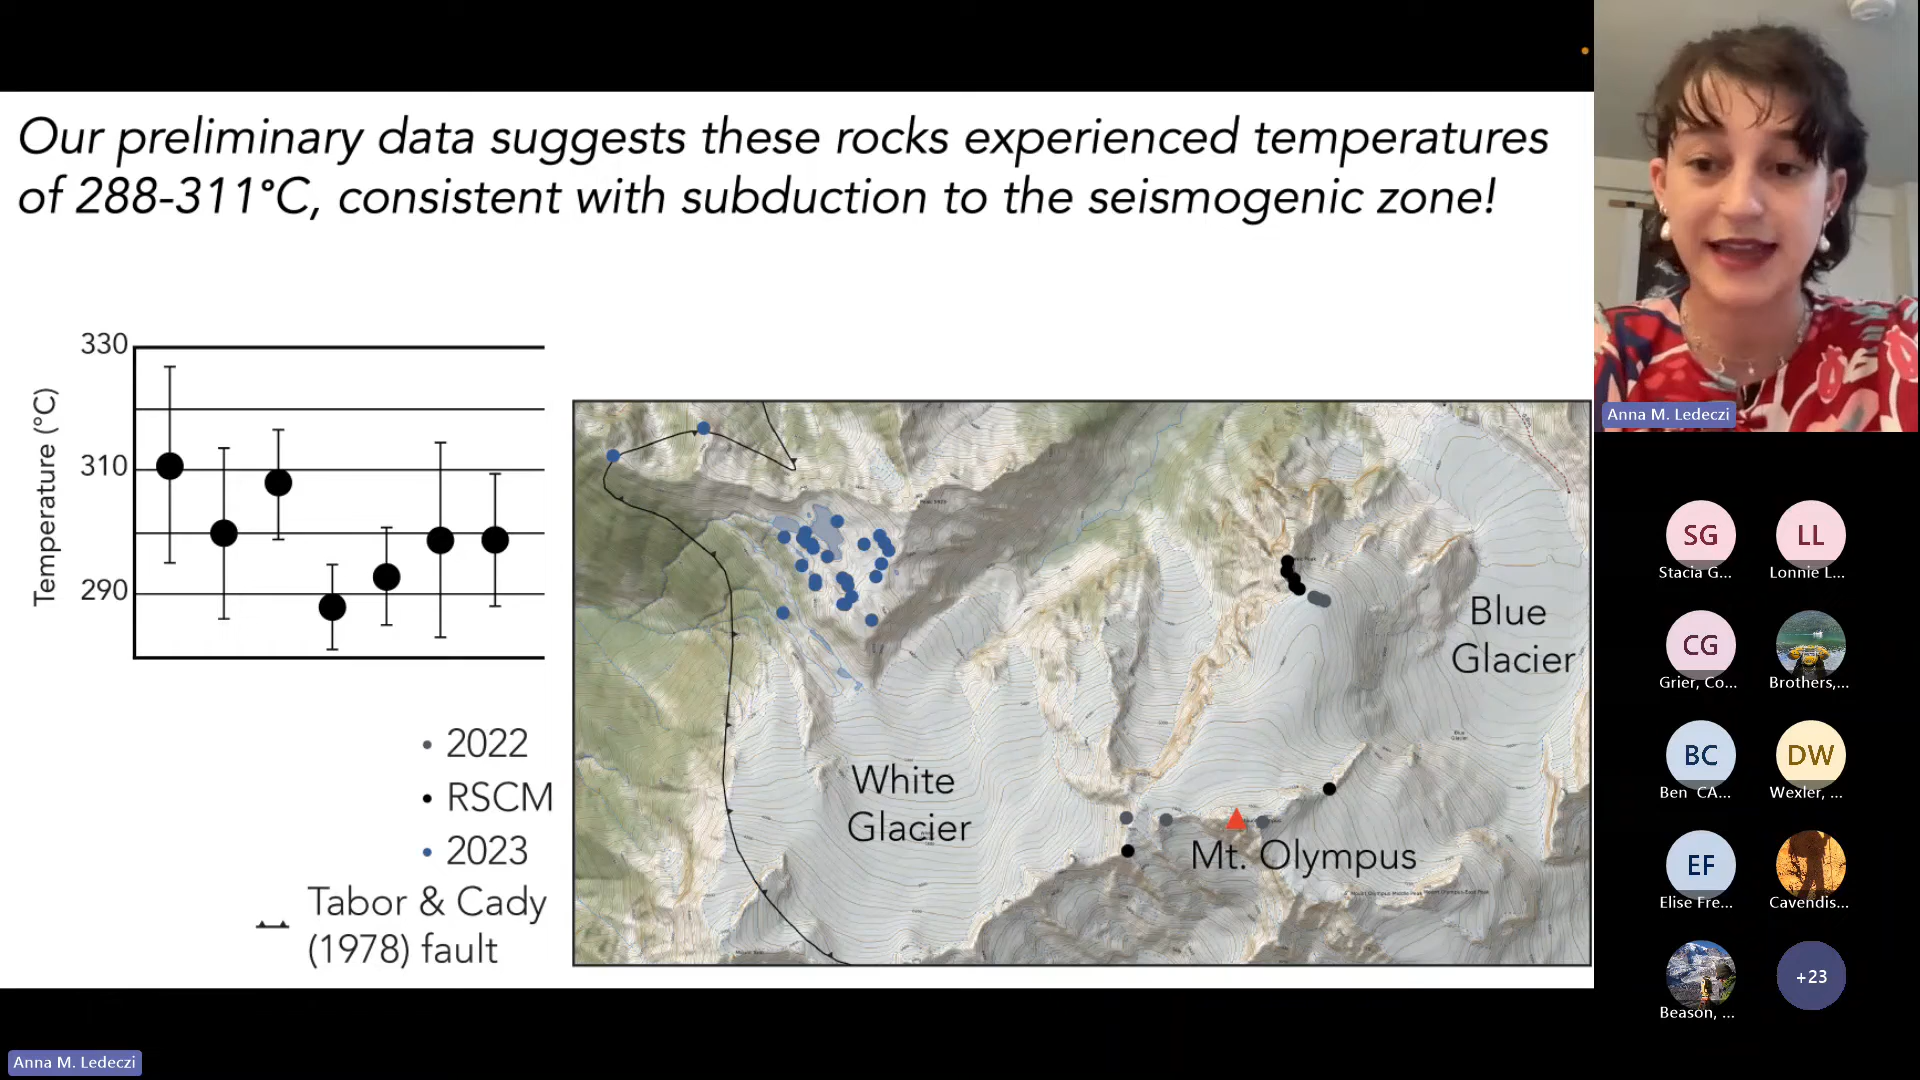 Our preliminary data suggests these rocks experienced temperatures
of 288-311°C, consistent with subduction to the seismogenic zone!
330
310
290
Temperature (°C)
2022
RSCM
2023
Tabor & Cady
(1978) fault
White
Glacier
Blue
Glacier
Blue
Glacier
Mt. Olympus
Anna M. Ledeczi
SG
Stacia G...
LL
Lonnie L...
CG
Grier, Co...
Brothers,...
BC
Ben CA...
DW
Wexler, ...
EF
Elise Fre...
Cavendis...
Beason, ...
+23
Anna M. Ledeczi